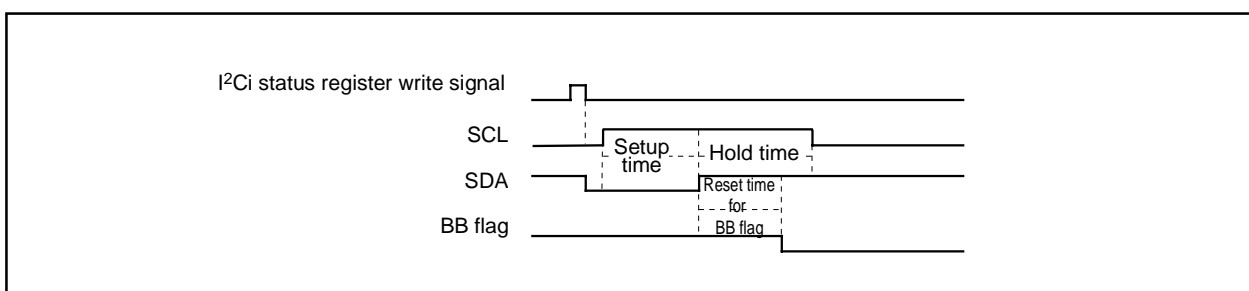 I²Ci status register write signal
SCL
Setup
time
Hold time
SDA
Reset time
for
BB flag
BB flag